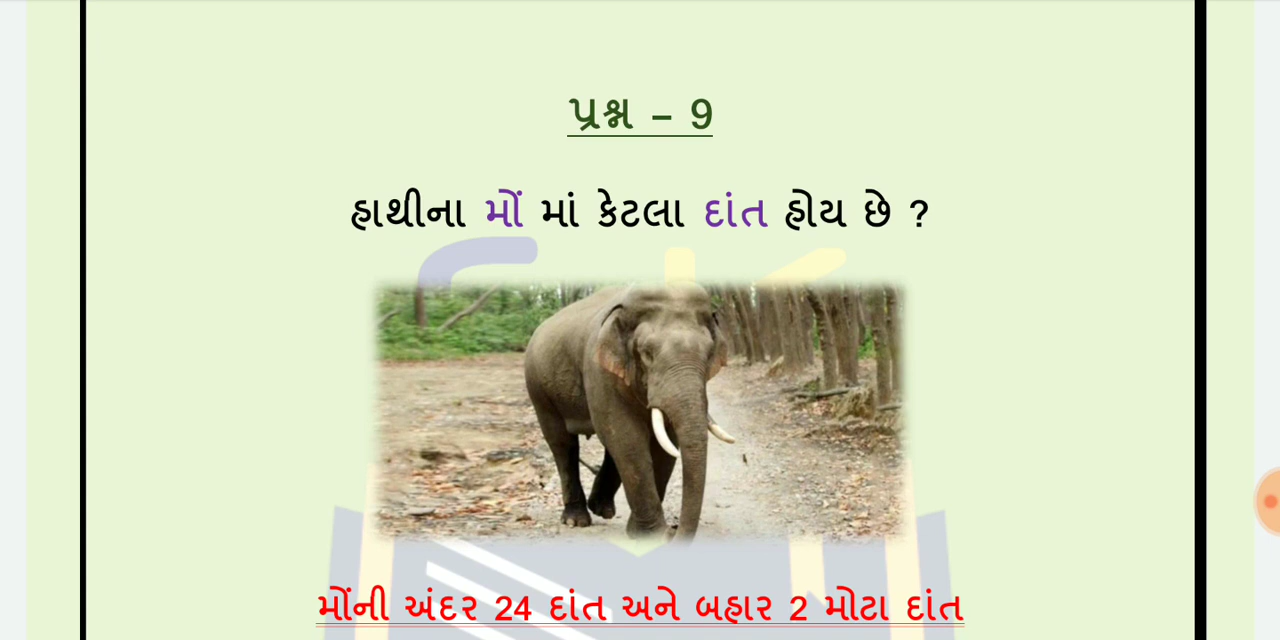 પ્રશ્ન – 9
હાથીના મોં માં કેટલા દાંત હોય છે ?
મોંની અંદર 24 દાંત અને બહાર 2 મોટા દાંત